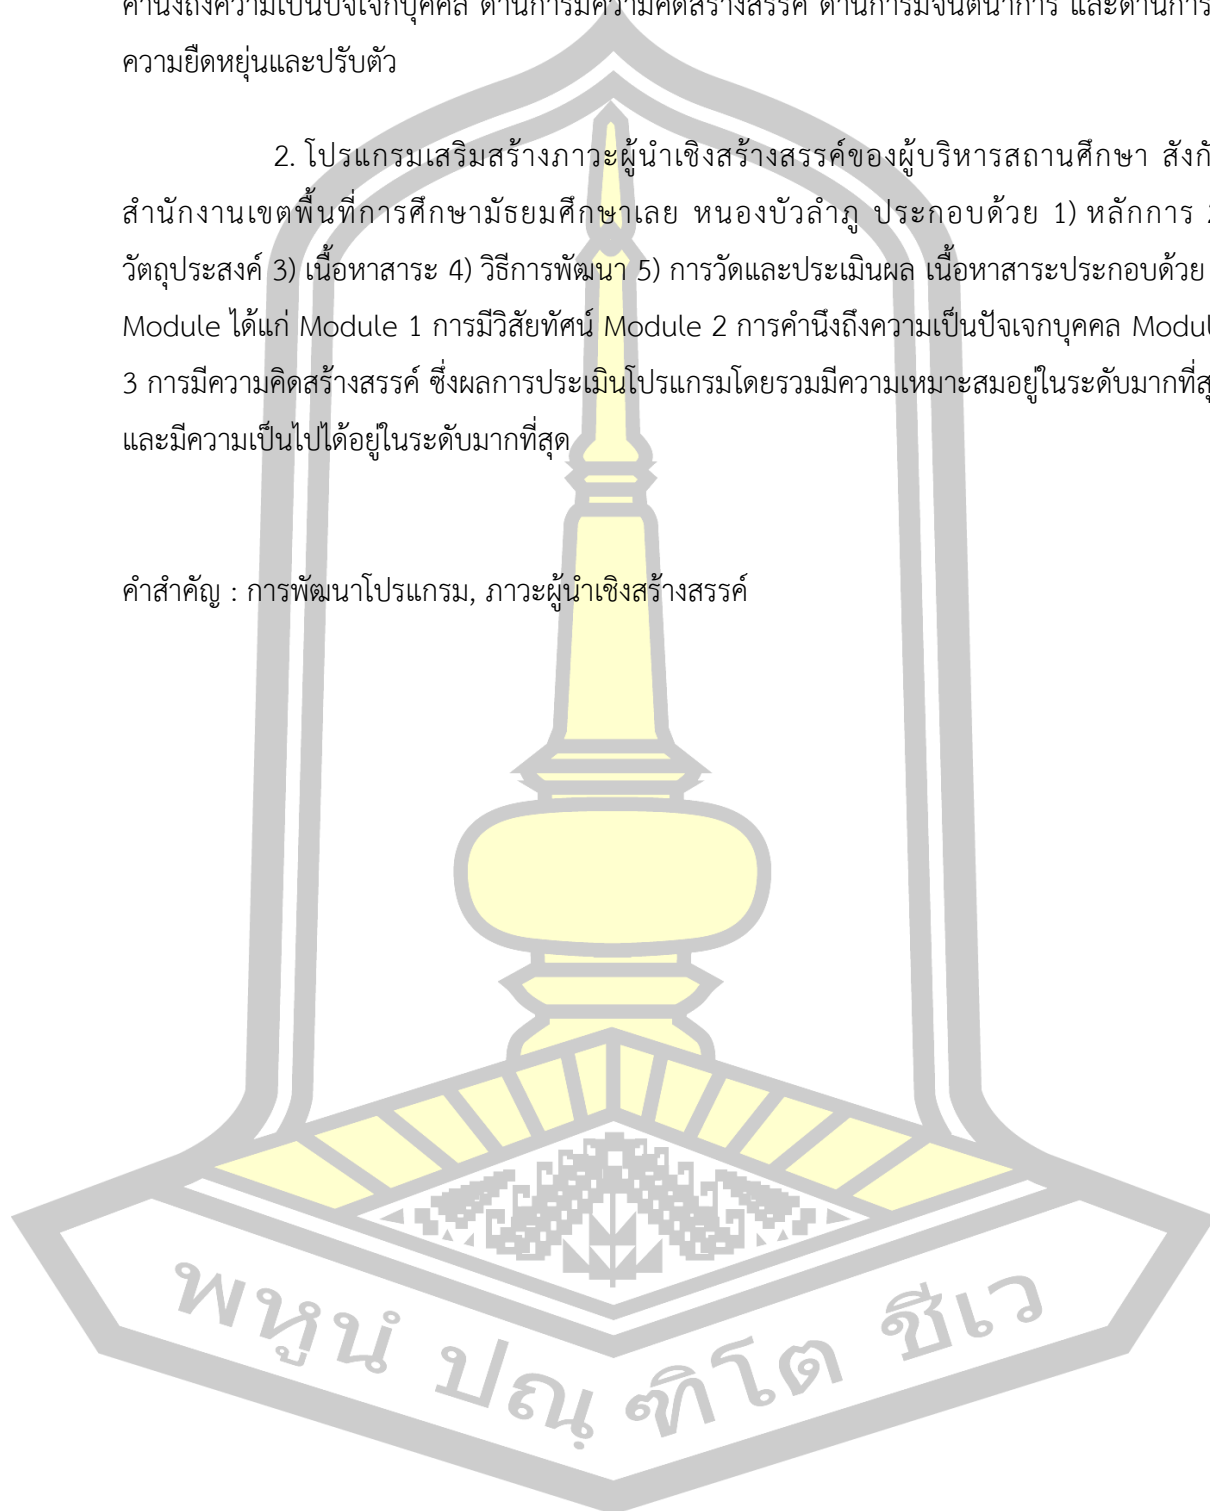 คำนึงถึงความเป็นปัจเจกบุคคล ด้านการมีความคิดสร้างสรรค์ ด้านการมีจินตนาการ และด้านการ
ความยืดหยุ่นและปรับตัว
2. โปรแกรมเสริมสร้างภาวะผู้นำเชิงสร้างสรรค์ของผู้บริหารสถานศึกษา สังกั
สำนักงานเขตพื้นที่การศึกษามัธยมศึกษาเลย หนองบัวลำภู ประกอบด้วย 1) หลักการ
วัตถุประสงค์ 3) เนื้อหาสาระ 4) วิธีการพัฒนา 5) การวัดและประเมินผล เนื้อหาสาระประกอบด้วย
Module ได้แก่ Module 1 การมีวิสัยทัศน์ Module 2 การคำนึงถึงความเป็นปัจเจกบุคคล Modul
3 การมีความคิดสร้างสรรค์ ซึ่งผลการประเมินโปรแกรมโดยรวมมีความเหมาะสมอยู่ในระดับมากที่สุ
และมีความเป็นไปได้อยู่ในระดับมากที่สุด
คำสำคัญ : การพัฒนาโปรแกรม, ภาวะผู้นำเชิงสร้างสรรค์
พหูนํ ปณฺ ฑิโต ชีเว